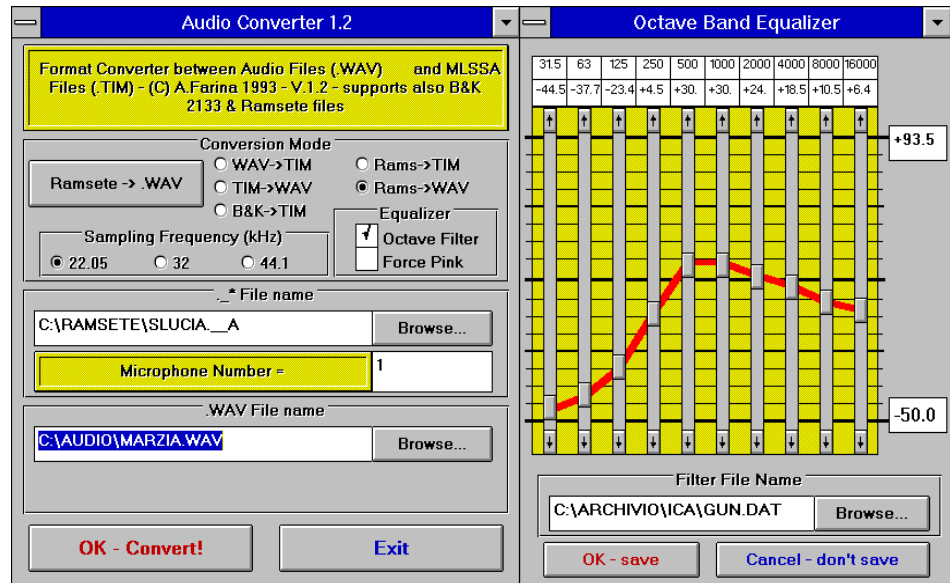 Audio Converter 1.2
Format Converter between Audio Files (.WAV) and MLSSA
Files (.TIM) - (C) A.Farina 1993 - V.1.2 - supports also B&K
2133 & Ramsete files
Conversion Mode
Ramsete -> .WAV
WAV->TIM
TIM->WAV
B&K->TIM
Rams->TIM
Rams->WAV
Equalizer
Octave Filter
Force Pink
Sampling Frequency (kHz)
22.05 32 44.1
._* File name
C:\RAMSETE\SLUCIA.__A
Browse...
Microphone Number =
1
.WAV File name
C:\AUDIO\MARZIA.WAV
Browse...
OK - Convert!
Exit
Octave Band Equalizer
31.5 63 125 250 500 1000 2000 4000 8000 16000
-44.5 -37.7 -23.4 +4.5 +30. +30. +24. +18.5 +10.5 +6.4
+93.5
-50.0
Filter File Name
C:\ARCHIVIO\ICA\GUN.DAT
Browse...
OK - save
Cancel - don't save